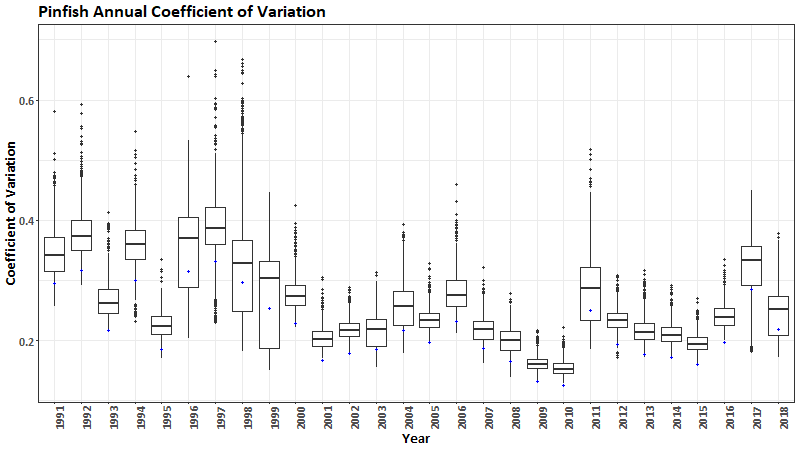 Pinfish Annual Coefficient of Variation
Coefficient of Variation
0.6
0.4
0.2
1991 1992 1993 1994 1995 1996 1997 1998 1999 2000 2001 2002 2003 2004 2005 2006 2007 2008 2009 2010 2011 2012 2013 2014 2015 2016 2017 2018
Year